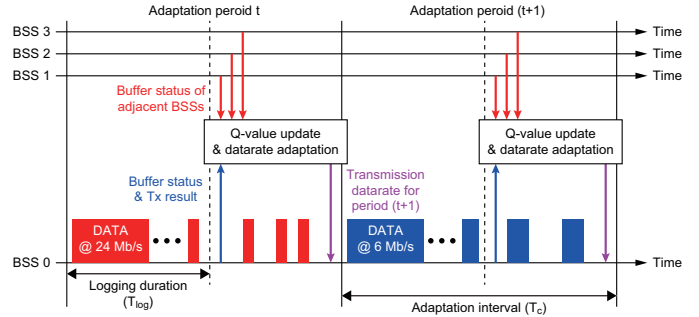 Adaptation peroid t
Adaptation peroid (t+1)
BSS 3
Time
BSS 2
Time
BSS 1
Time
Buffer status of
adjacent BSSs
Q-value update
& datarate adaptation
Q-value update
& datarate adaptation
Buffer status
& Tx result
Transmission
datarate for
period (t+1)
DATA
@ 24 Mb/s
•••
DATA
@ 6 Mb/s
•••
BSS 0
Time
Logging duration
(Tlog)
Adaptation interval (Tc)